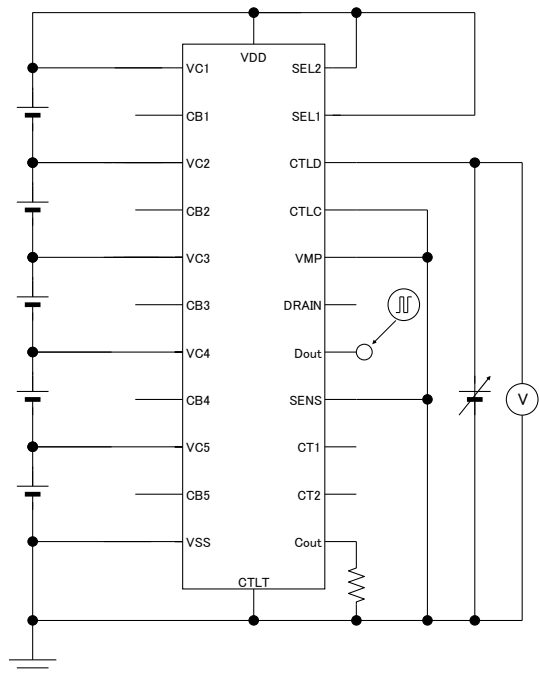 VDD
VC1
SEL2
CB1
SEL1
VC2
CTLD
CB2
CTLC
VC3
VMP
CB3
DRAIN
VC4
Dout
CB4
SENS
V
VC5
CT1
CB5
CT2
VSS
Cout
CTLT